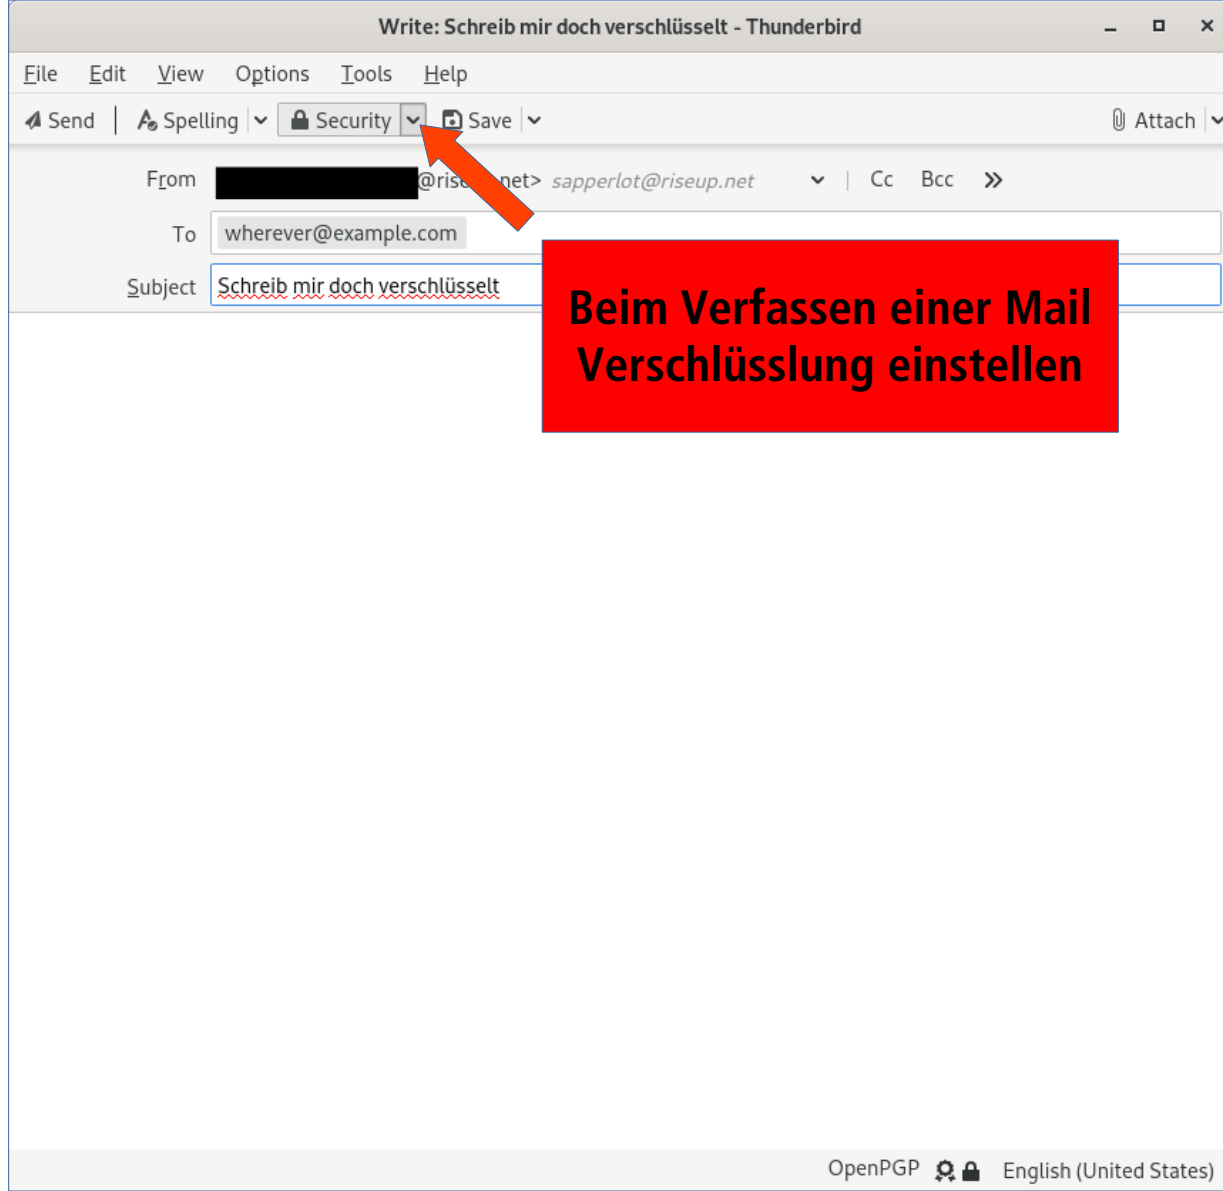 Write: Schreib mir doch verschlüsselt - Thunderbird
File Edit View Options Tools Help
Send Spelling Security Save Attach
From @riseup.net> sapperlot@riseup.net Cc Bcc
To wherever@example.com
Subject Schreib mir doch verschlüsselt
Beim Verfassen einer Mail
Verschlüsslung einstellen
OpenPGP English (United States)